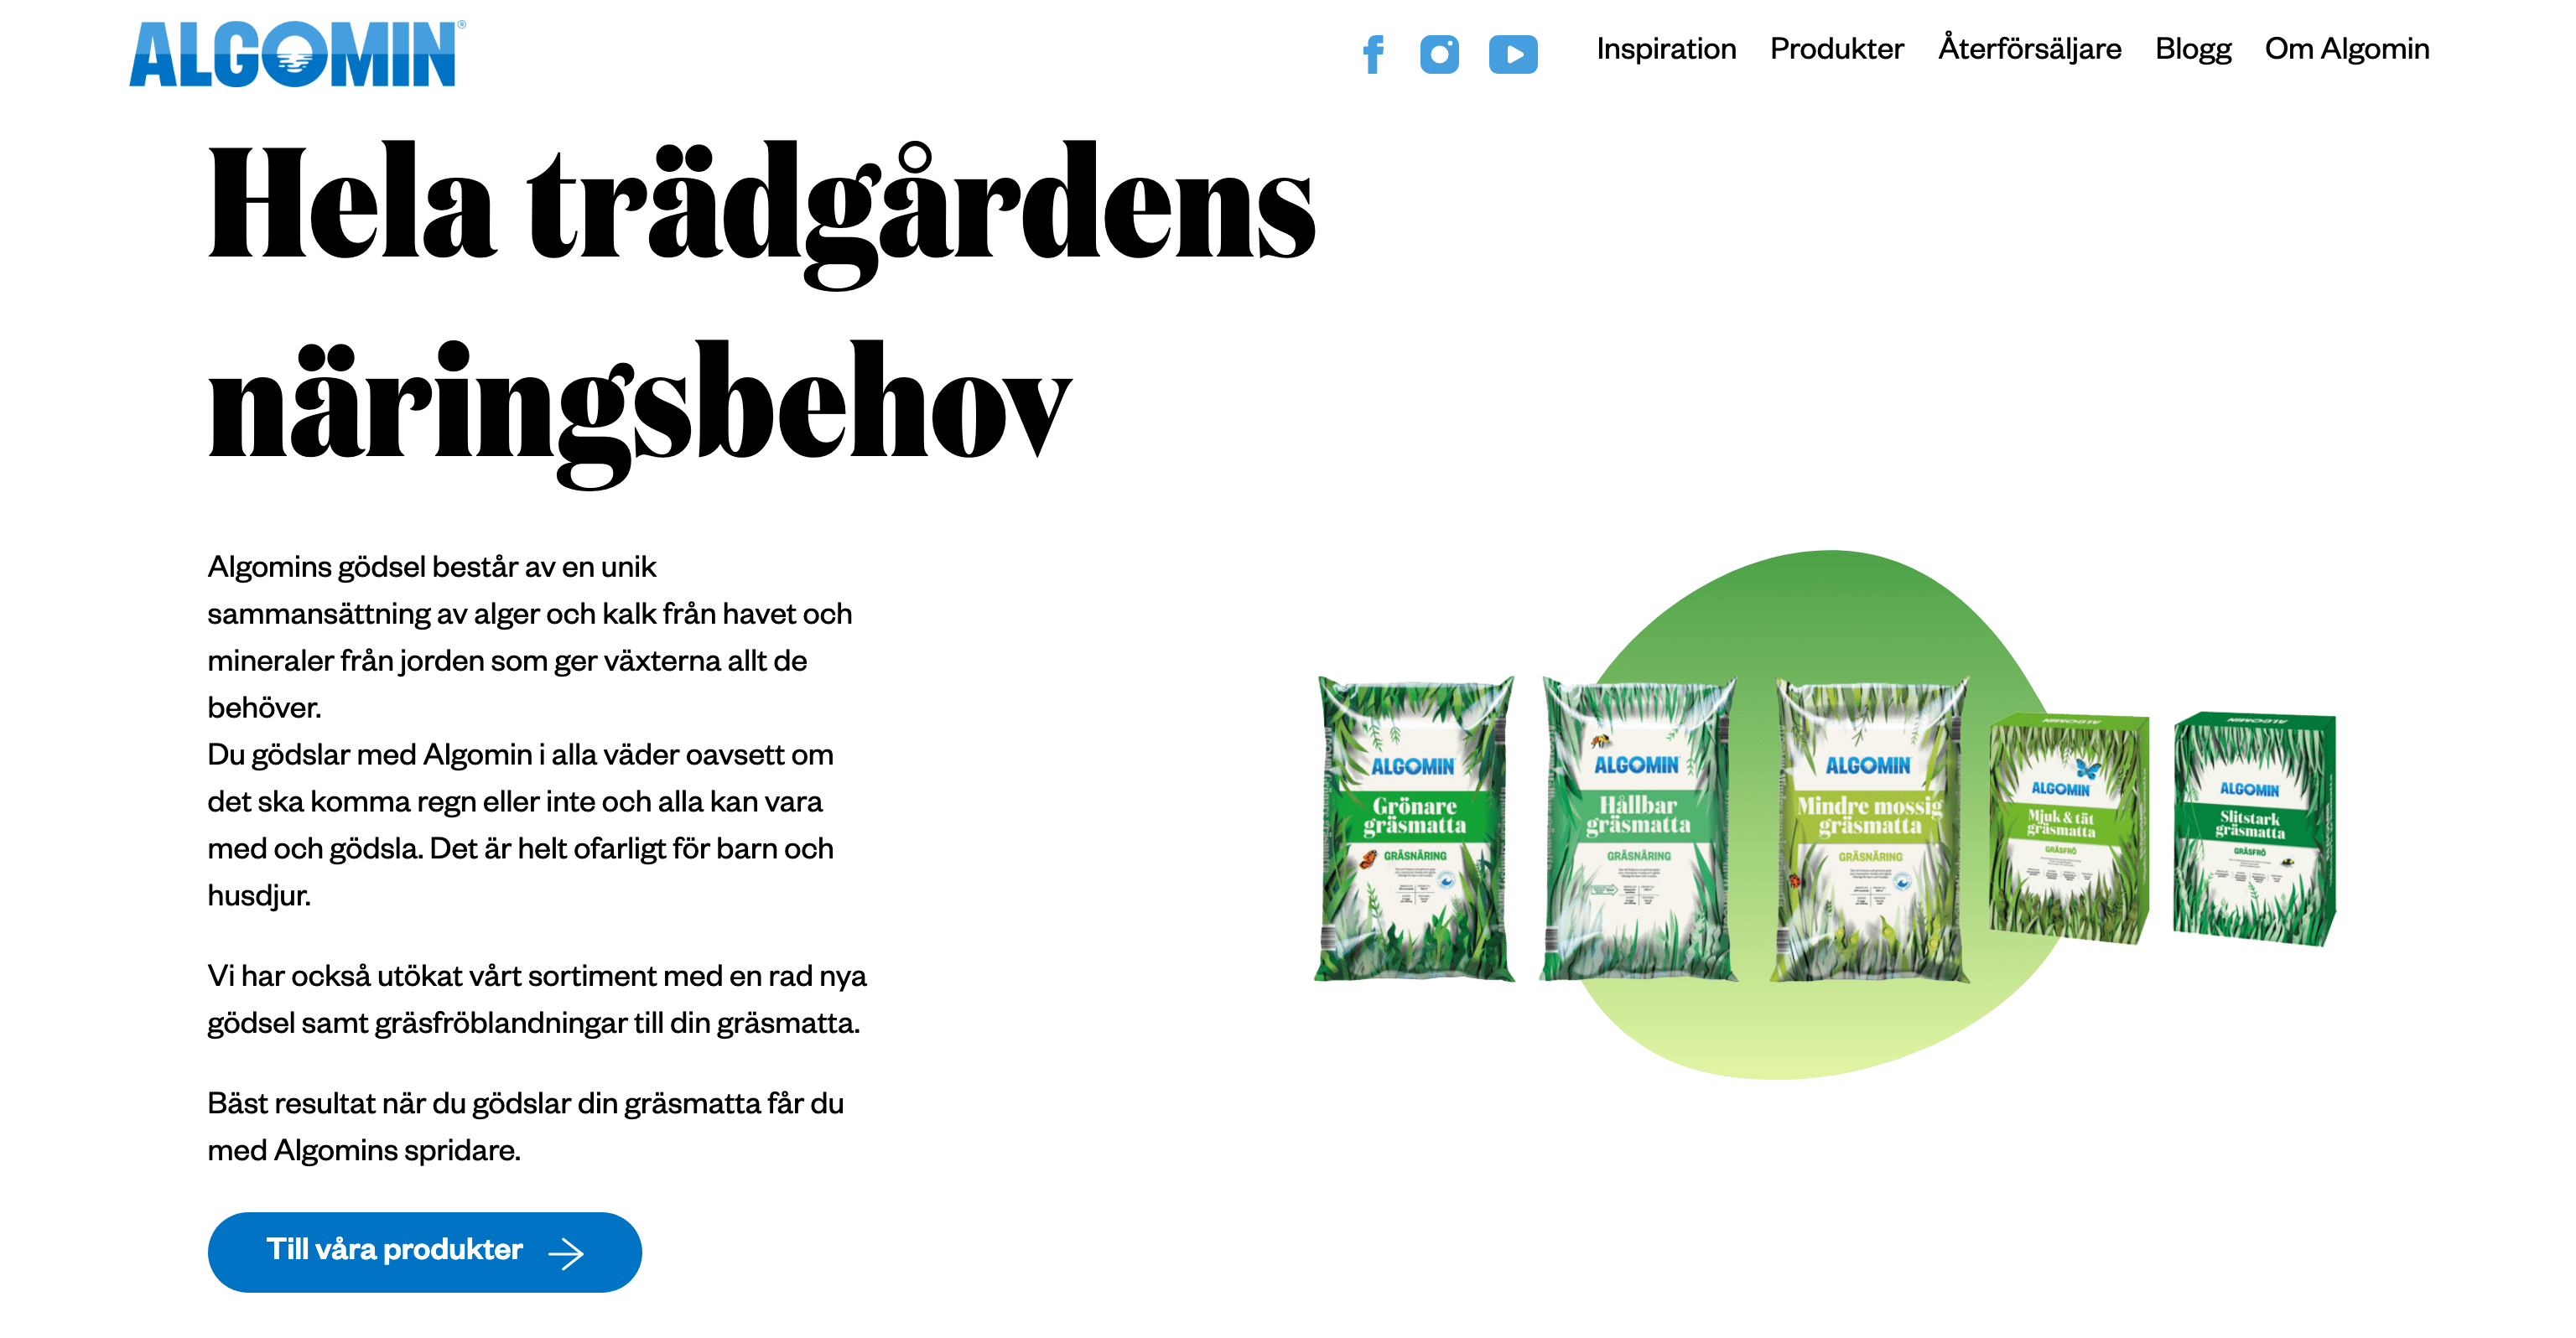 ALGOMIN®
Inspiration Produkter Återförsäljare Blogg Om Algomin
Hela trädgårdens
näringsbehov
Algomins gödsel består av en unik
sammansättning av alger och kalk från havet och
mineraler från jorden som ger växterna allt de
behöver.
Du gödslar med Algomin i alla väder oavsett om
det ska komma regn eller inte och alla kan vara
med och gödsla. Det är helt ofarligt för barn och
husdjur.
Vi har också utökat vårt sortiment med en rad nya
gödsel samt gräsfröblandningar till din gräsmatta.
Bäst resultat när du gödslar din gräsmatta får du
med Algomins spridare.
Till våra produkter
ALGOMIN
Grönare
gräsmatta
GRÄSNÄRING
ALGOMIN
Hållbar
gräsmatta
GRÄSNÄRING
ALGOMIN
Mindre mossig
gräsmatta
GRÄSNÄRING
ALGOMIN
ALGOMIN
Mjuk & tät
gräsmatta
GRÄSFRÖ
ALGOMIN
ALGOMIN
Slitstark
gräsmatta
GRÄSFRÖ